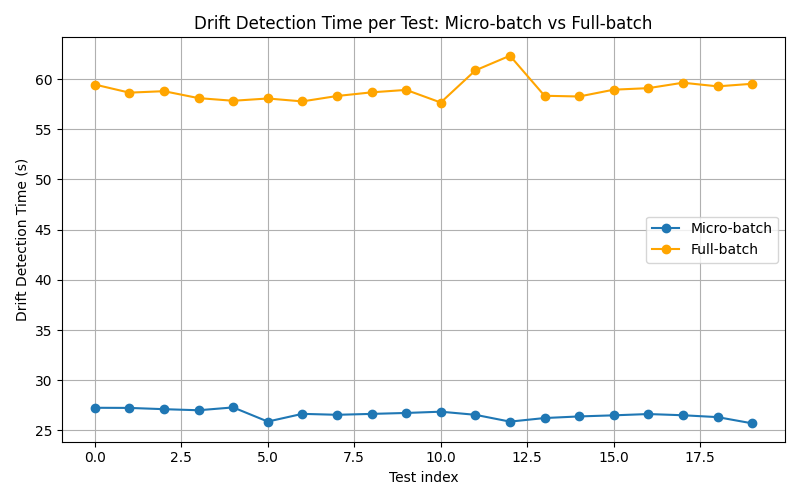 Drift Detection Time per Test: Micro-batch vs Full-batch
Drift Detection Time (s)
60
55
50
45
40
35
30
25
Micro-batch
Full-batch
0.0 2.5 5.0 7.5 10.0 12.5 15.0 17.5
Test index